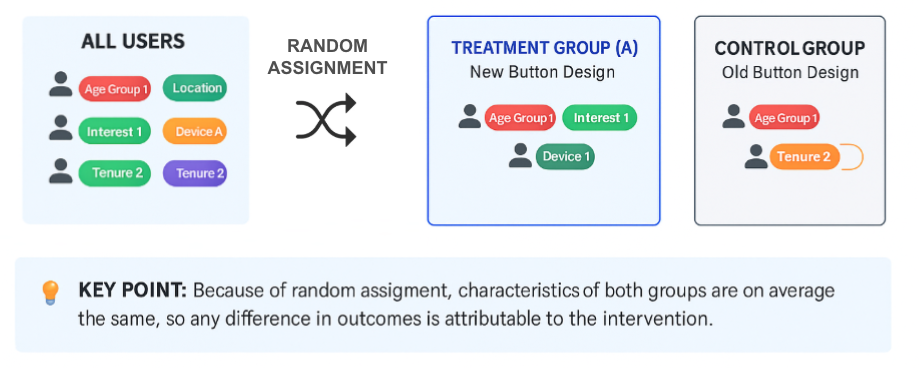 ALL USERS
Age Group 1 Location
Interest 1 Device A
Tenure 2 Tenure 2
RANDOM
ASSIGNMENT
TREATMENT GROUP (A)
New Button Design
Age Group 1 Interest 1
Device 1
CONTROL GROUP
Old Button Design
Age Group 1
Tenure 2
KEY POINT: Because of random assigment, characteristics of both groups are on average
the same, so any difference in outcomes is attributable to the intervention.